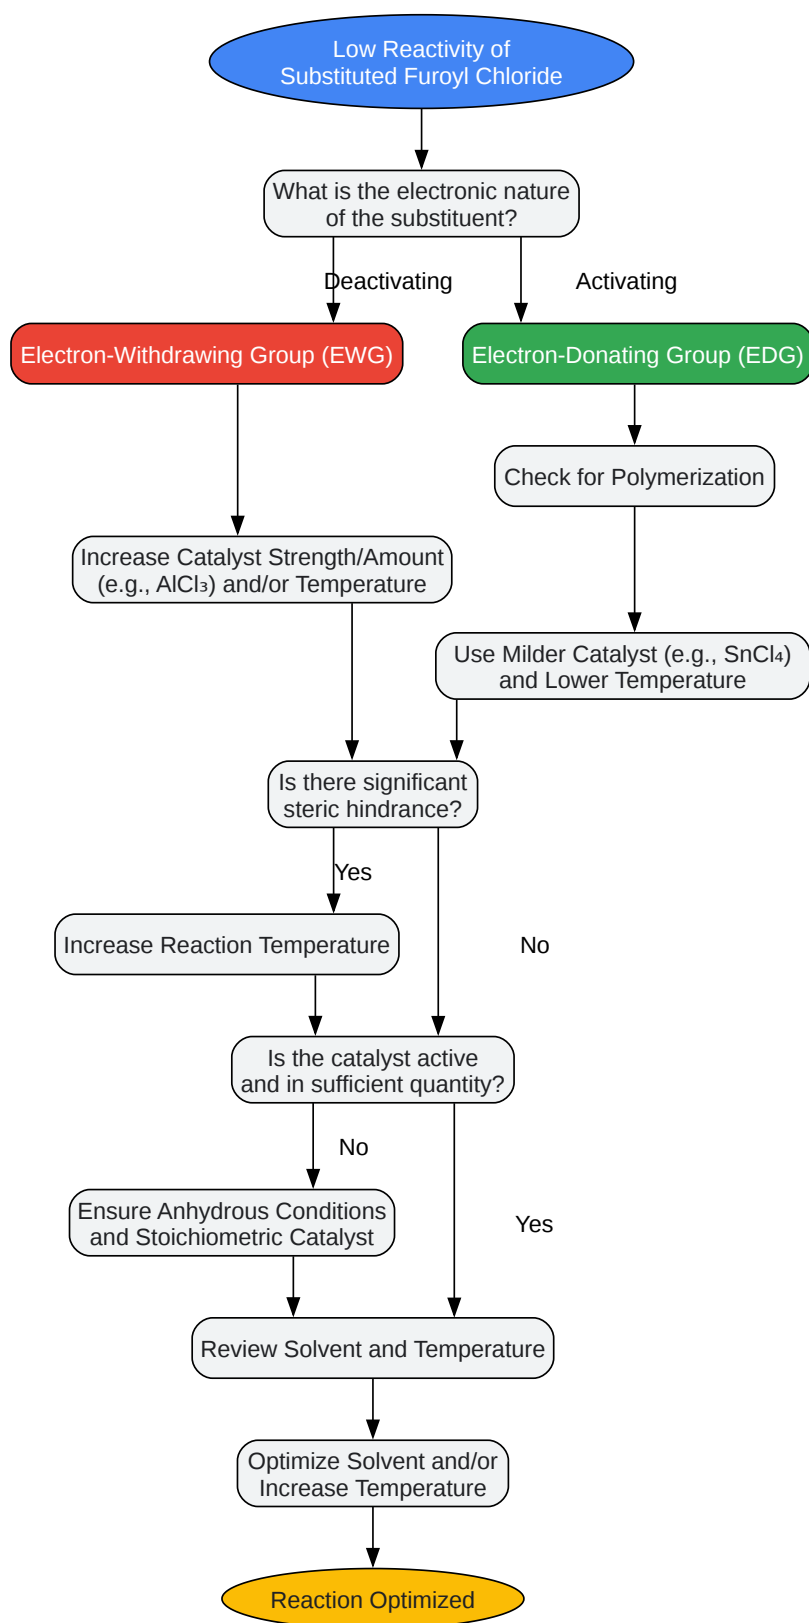 Low Reactivity of
Substituted Furoyl Chloride
What is the electronic nature
of the substituent?
Deactivating
Activating
Electron-Withdrawing Group (EWG)
Electron-Donating Group (EDG)
Check for Polymerization
Increase Catalyst Strength/Amount
(e.g., AlCl₃) and/or Temperature
Use Milder Catalyst (e.g., SnCl₄)
and Lower Temperature
Is there significant
steric hindrance?
Yes
Increase Reaction Temperature
No
Is the catalyst active
and in sufficient quantity?
No
Ensure Anhydrous Conditions
and Stoichiometric Catalyst
Yes
Review Solvent and Temperature
Optimize Solvent and/or
Increase Temperature
Reaction Optimized